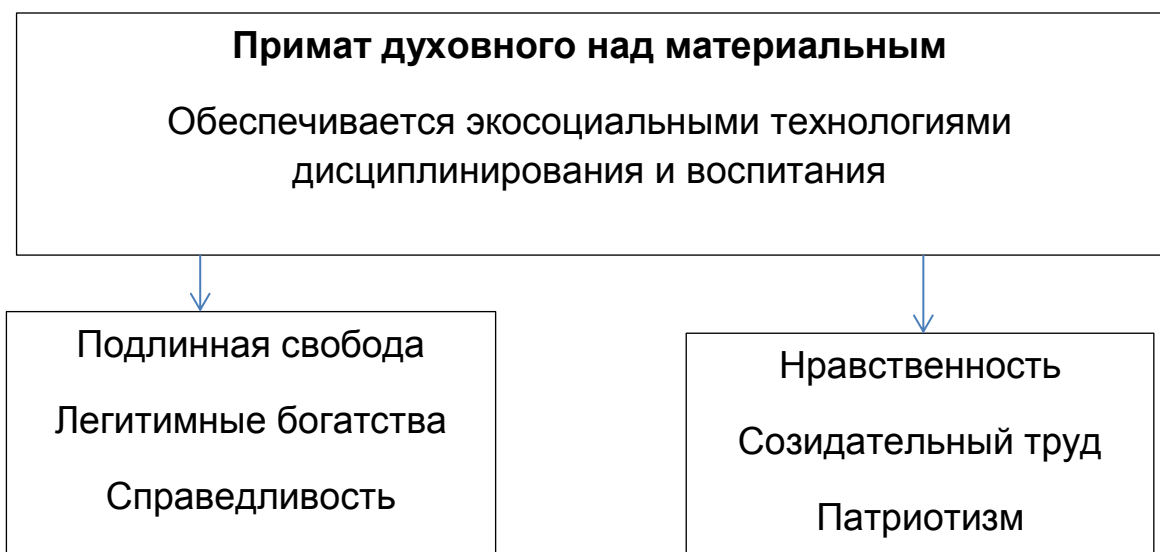 Примат духовного над материальным
Обеспечивается экосоциальными технологиями
дисциплинирования и воспитания
Подлинная свобода
Легитимные богатства
Справедливость
Нравственность
Созидательный труд
Патриотизм